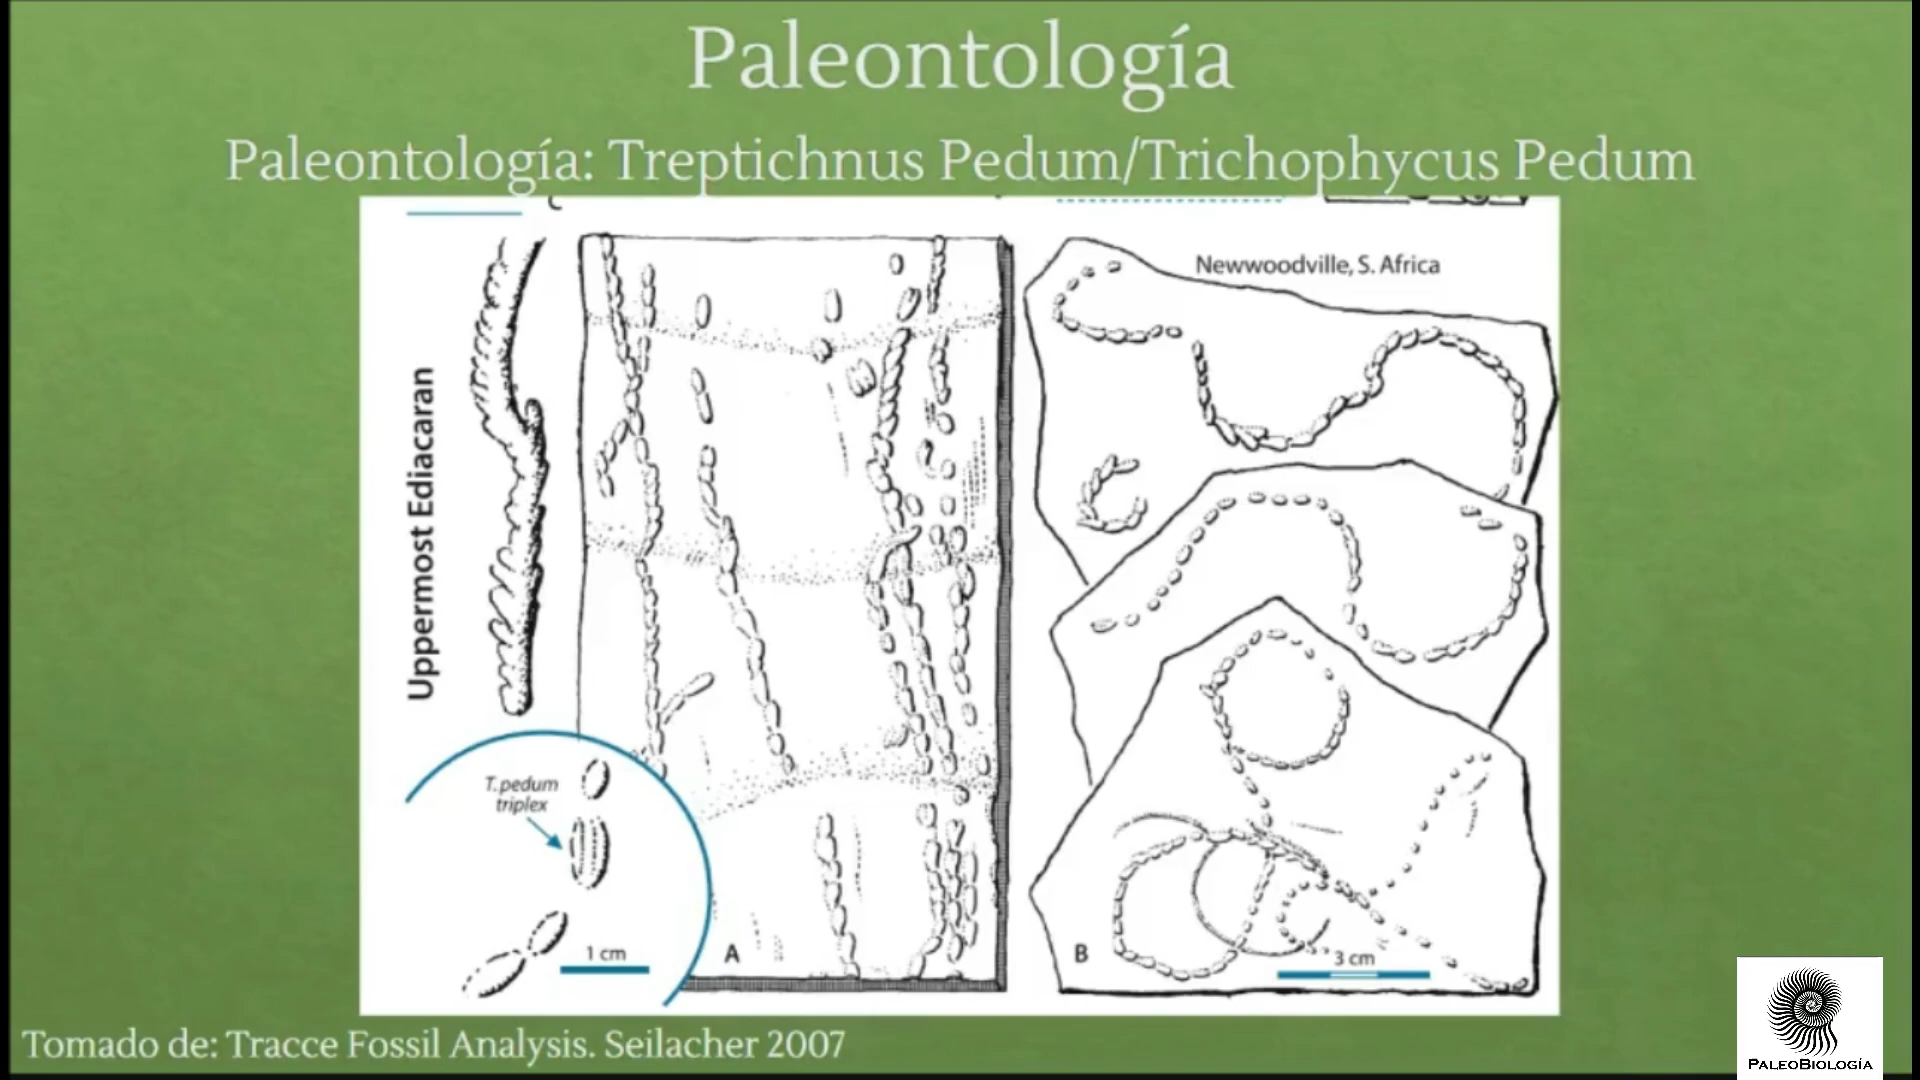 Paleontología
Paleontología: Treptichnus Pedum/Trichophycus Pedum
Newwoodville, S. Africa
Uppermost Ediacaran
T. pedum
triplex
1 cm
A
B
3 cm
Tomado de: Tracce Fossil Analysis. Seilacher 2007
PALEOBIOLOGÍA